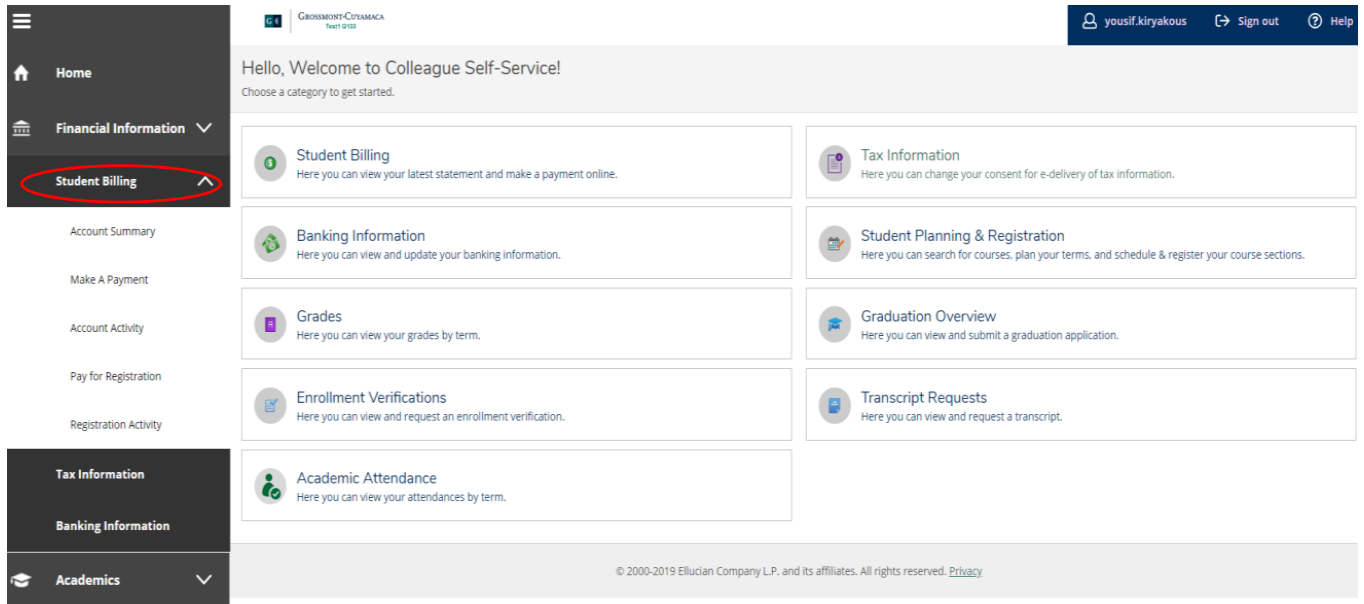 GROSSMONT-CUYAMACA
Test1 G133
yousif.kiryakous
Sign out
Help
Home
Financial Information
Student Billing
Account Summary
Make A Payment
Account Activity
Pay for Registration
Registration Activity
Tax Information
Banking Information
Academics
Hello, Welcome to Colleague Self-Service!
Choose a category to get started.
Student Billing
Here you can view your latest statement and make a payment online.
Tax Information
Here you can change your consent for e-delivery of tax information.
Banking Information
Here you can view and update your banking information.
Student Planning & Registration
Here you can search for courses, plan your terms, and schedule & register your course sections.
Grades
Here you can view your grades by term.
Graduation Overview
Here you can view and submit a graduation application.
Enrollment Verifications
Here you can view and request an enrollment verification.
Transcript Requests
Here you can view and request a transcript.
Academic Attendance
Here you can view your attendances by term.
© 2000-2019 Ellucian Company L.P. and its affiliates. All rights reserved. Privacy